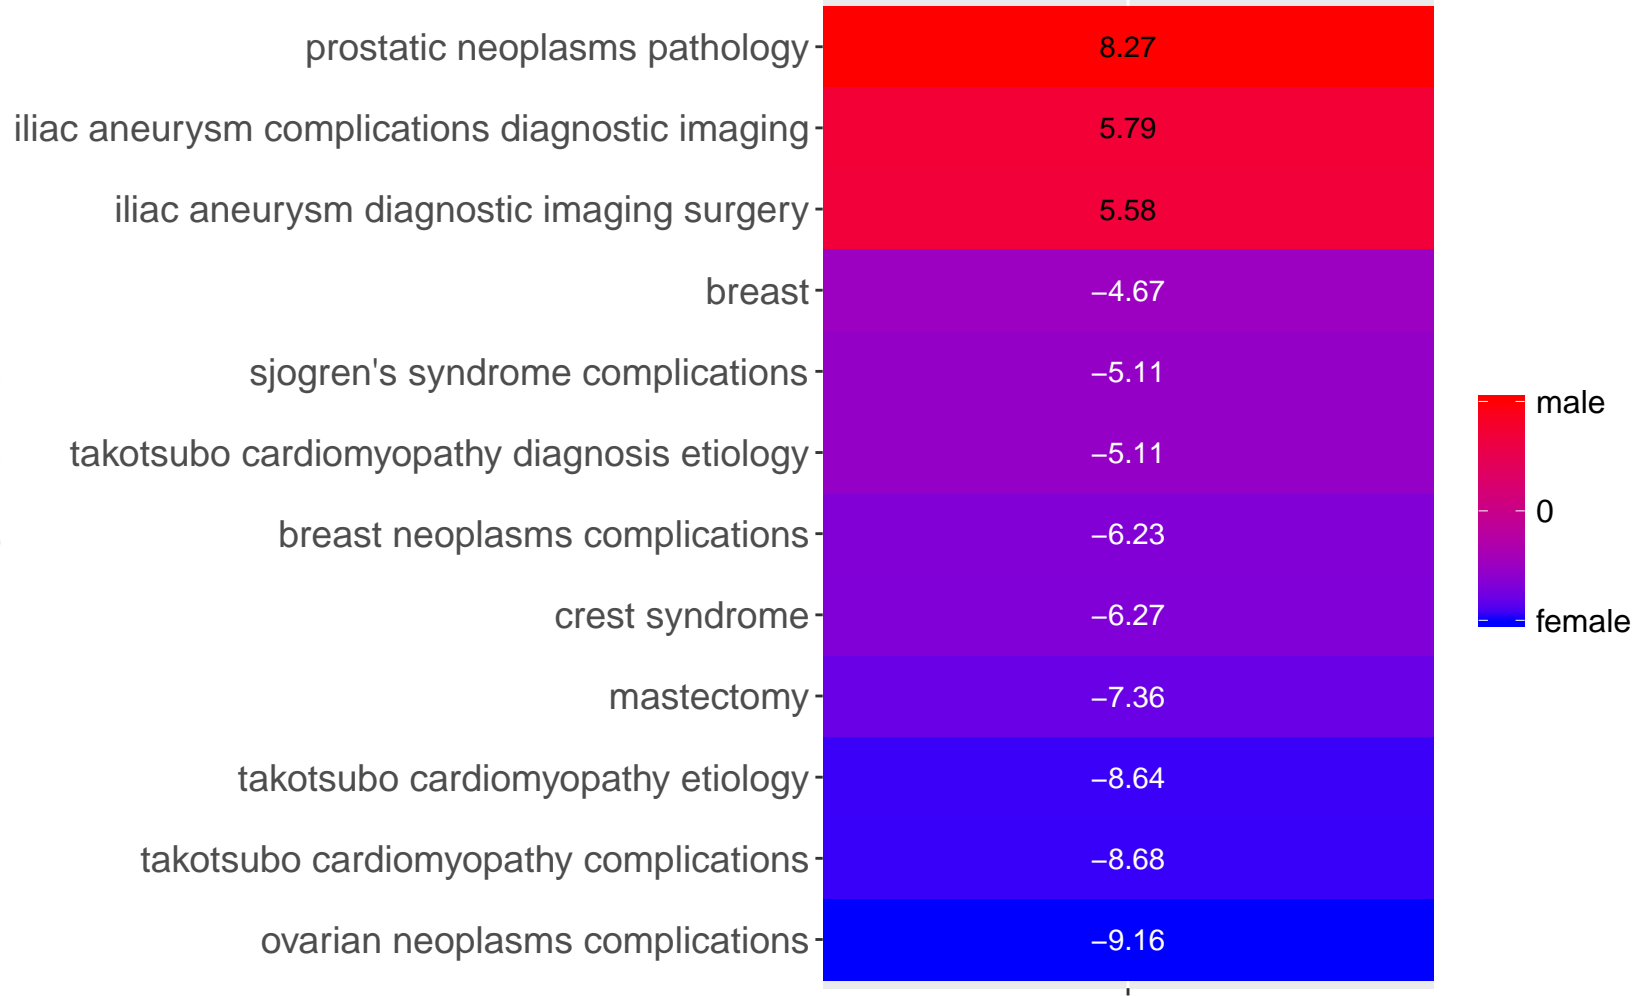 prostatic neoplasms pathology 8.27
iliac aneurysm complications diagnostic imaging 5.79
iliac aneurysm diagnostic imaging surgery 5.58
breast −4.67
sjogren's syndrome complications −5.11
takotsubo cardiomyopathy diagnosis etiology −5.11
breast neoplasms complications −6.23
crest syndrome −6.27
mastectomy −7.36
takotsubo cardiomyopathy etiology −8.64
takotsubo cardiomyopathy complications −8.68
ovarian neoplasms complications −9.16
male
0
female